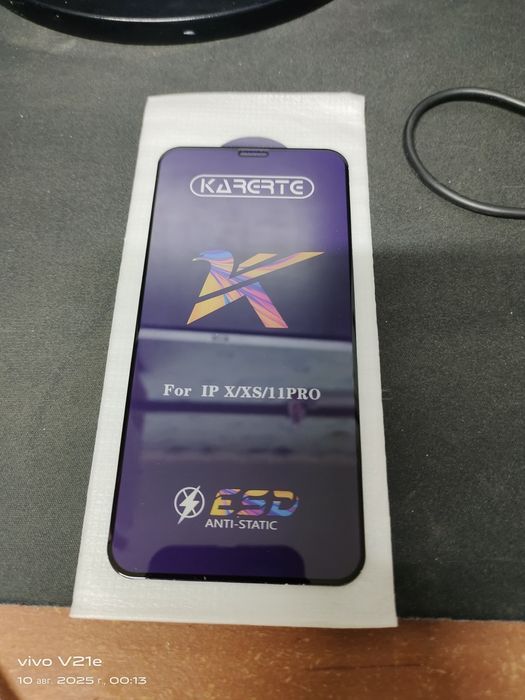 KARERTE
K
For IP X/XS/11PRO
ESD
ANTI-STATIC
vivo V21e
10 авг. 2025 г., 00:13